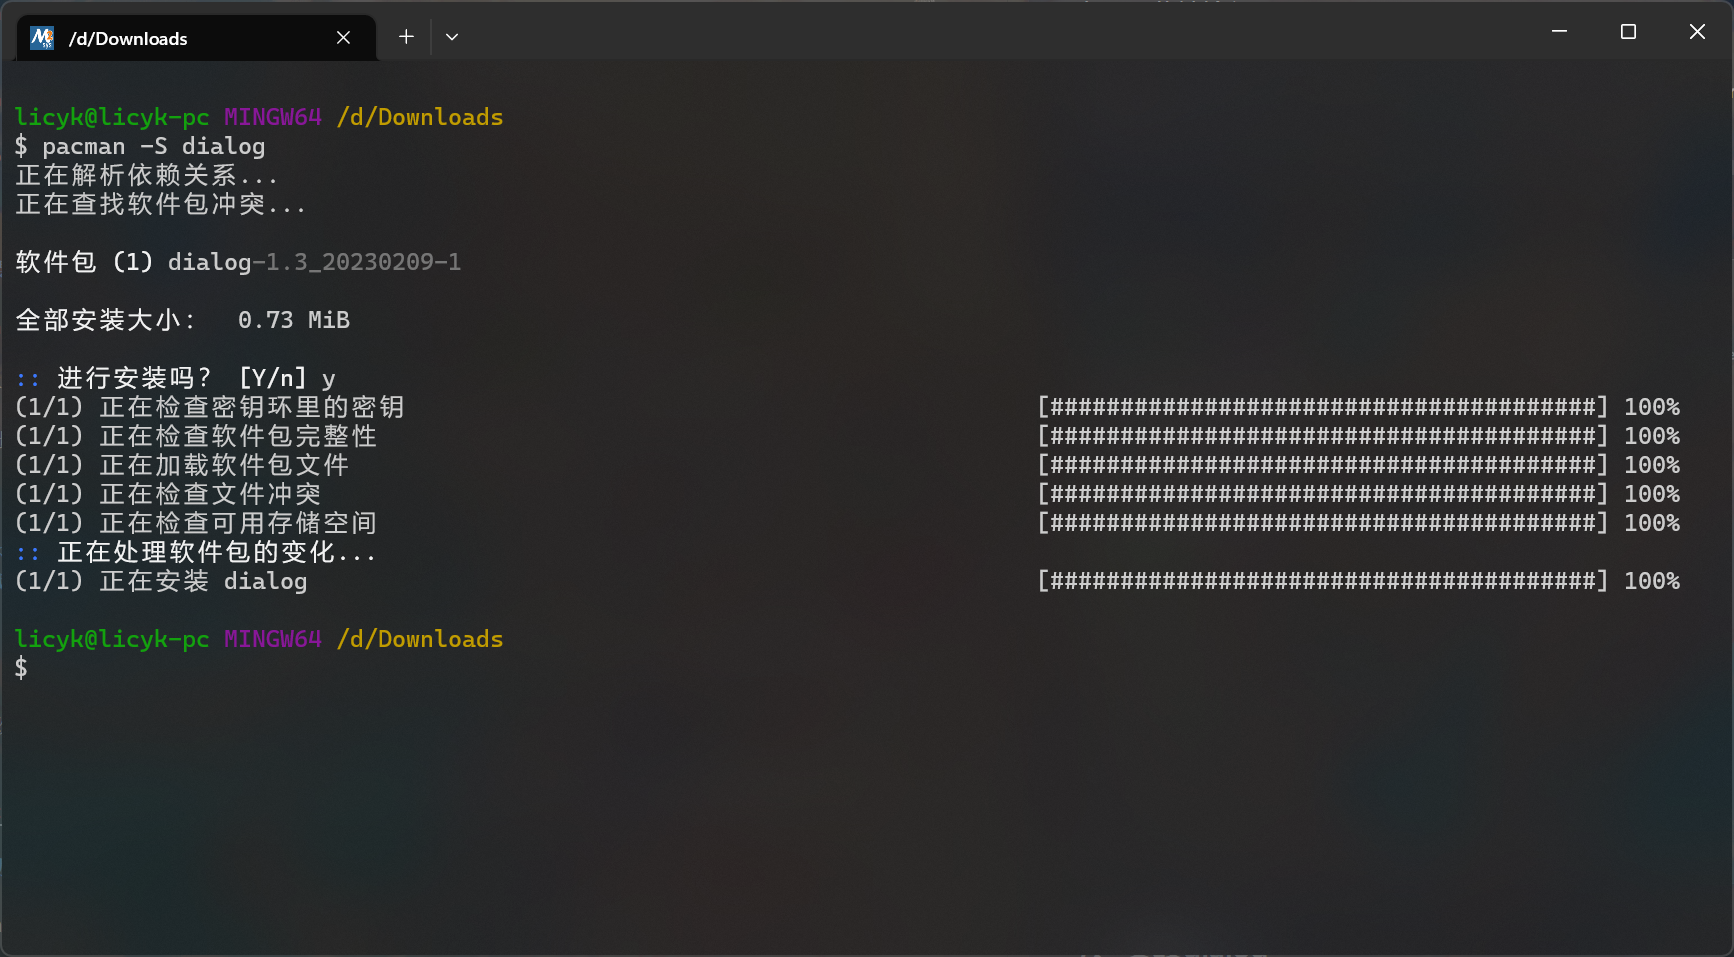 /d/Downloads
licyk@licyk-pc MINGW64 /d/Downloads
$ pacman -S dialog
正在解析依赖关系...
正在查找软件包冲突...
软件包 (1) dialog-1.3_20230209-1
全部安装大小： 0.73 MiB
:: 进行安装吗？ [Y/n] y
(1/1) 正在检查密钥环里的密钥 [#######################################] 100%
(1/1) 正在检查软件包完整性 [#######################################] 100%
(1/1) 正在加载软件包文件 [#######################################] 100%
(1/1) 正在检查文件冲突 [#######################################] 100%
(1/1) 正在检查可用存储空间 [#######################################] 100%
:: 正在处理软件包的变化...
(1/1) 正在安装 dialog [#######################################] 100%
licyk@licyk-pc MINGW64 /d/Downloads
$